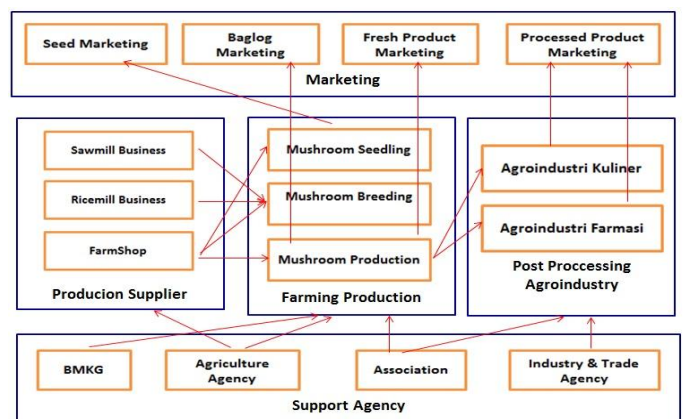 Seed Marketing
Baglog
Marketing
Fresh Product
Marketing
Processed Product
Marketing
Marketing
Sawmill Business
Ricemill Business
FarmShop
Producion Supplier
Mushroom Seedling
Mushroom Breeding
Mushroom Production
Farming Production
Agroindustri Kuliner
Agroindustri Farmasi
Post Proccessing
Agroindustry
BMKG
Agriculture
Agency
Association
Industry & Trade
Agency
Support Agency